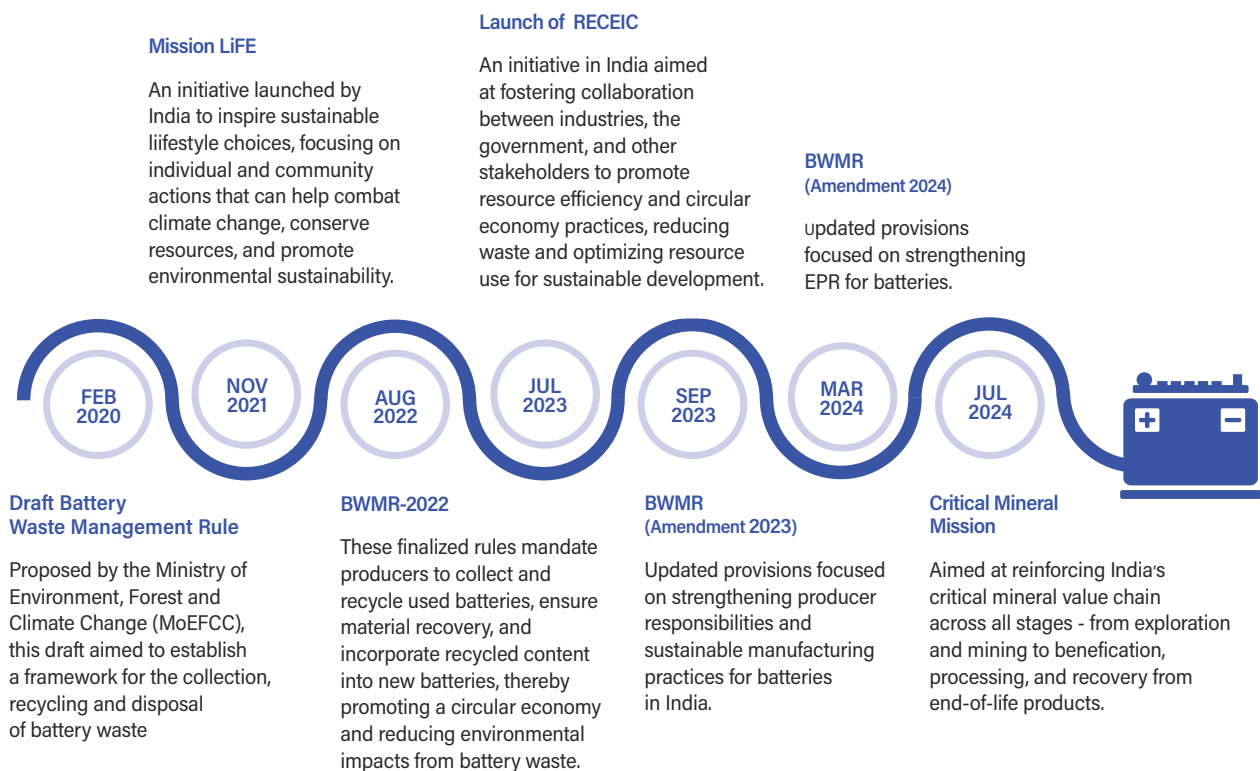 Mission LiFE
An initiative launched by
India to inspire sustainable
liifestyle choices, focusing on
individual and community
actions that can help combat
climate change, conserve
resources, and promote
environmental sustainability.
Launch of RECEIC
An initiative in India aimed
at fostering collaboration
between industries, the
government, and other
stakeholders to promote
resource efficiency and circular
economy practices, reducing
waste and optimizing resource
use for sustainable development.
BWMR
(Amendment 2024)
Updated provisions
focused on strengthening
EPR for batteries.
FEB
2020
NOV
2021
AUG
2022
JUL
2023
SEP
2023
MAR
2024
JUL
2024
+ −
Draft Battery
Waste Management Rule
Proposed by the Ministry of
Environment, Forest and
Climate Change (MoEFCC),
this draft aimed to establish
a framework for the collection,
recycling and disposal
of battery waste
BWMR-2022
These finalized rules mandate
producers to collect and
recycle used batteries, ensure
material recovery, and
incorporate recycled content
into new batteries, thereby
promoting a circular economy
and reducing environmental
impacts from battery waste.
BWMR
(Amendment 2023)
Updated provisions focused
on strengthening producer
responsibilities and
sustainable manufacturing
practices for batteries
in India.
Critical Mineral
Mission
Aimed at reinforcing India's
critical mineral value chain
across all stages - from exploration
and mining to benefication,
processing, and recovery from
end-of-life products.